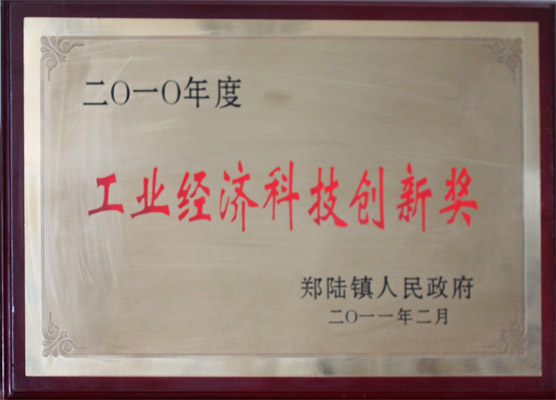 二〇一〇年度
工业经济科技创新奖
郑陆镇人民政府
二〇一一年二月